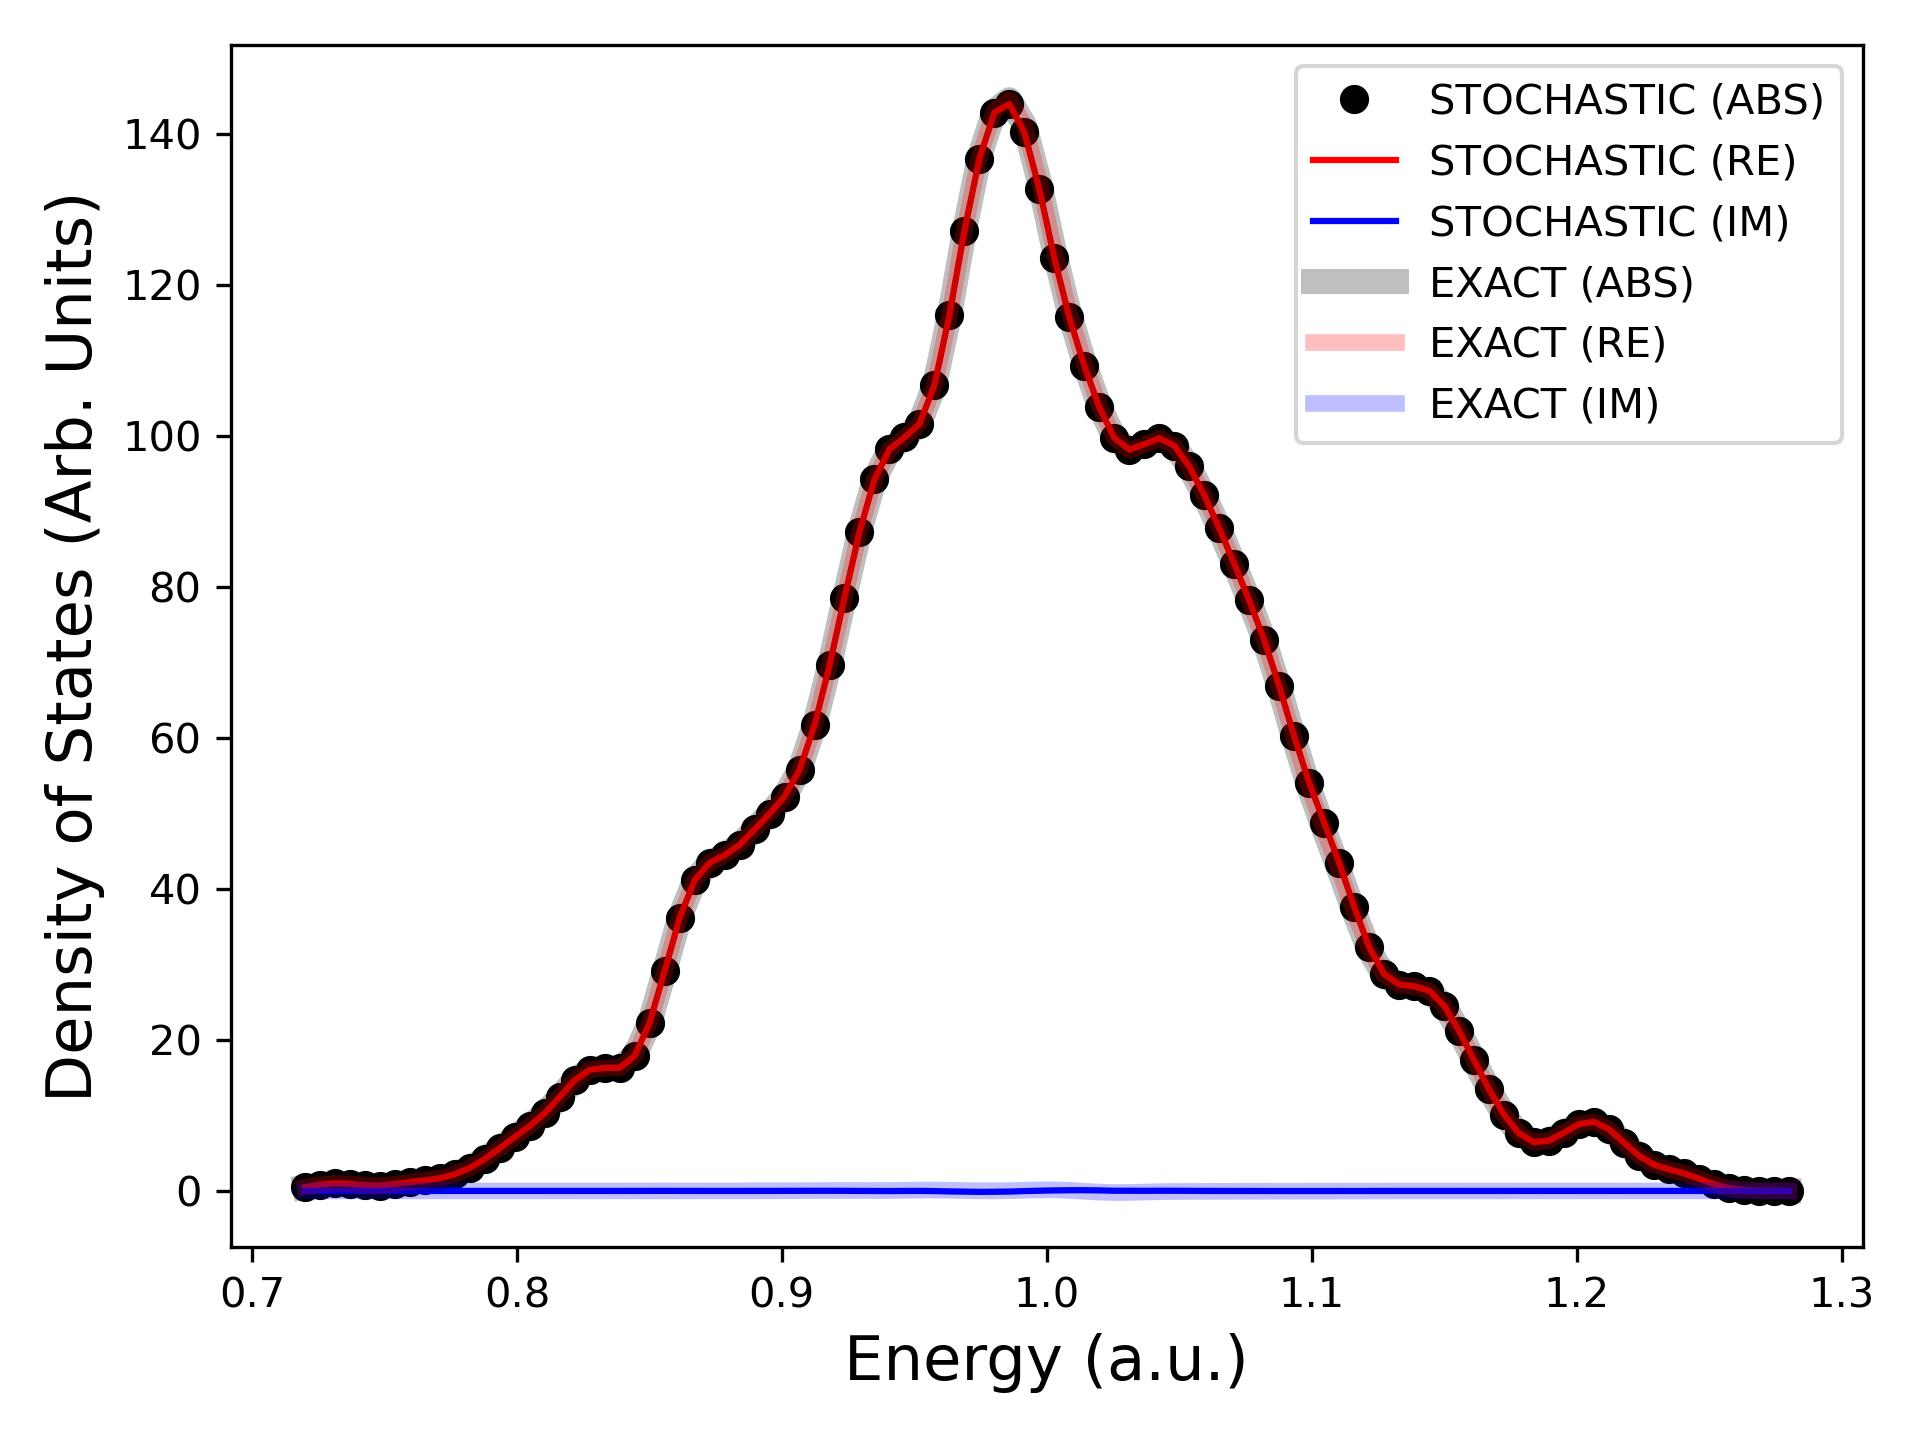 Density of States (Arb. Units)
140
120
100
80
60
40
20
0
STOCHASTIC (ABS)
STOCHASTIC (RE)
STOCHASTIC (IM)
EXACT (ABS)
EXACT (RE)
EXACT (IM)
0.7 0.8 0.9 1.0 1.1 1.2 1.3
Energy (a.u.)